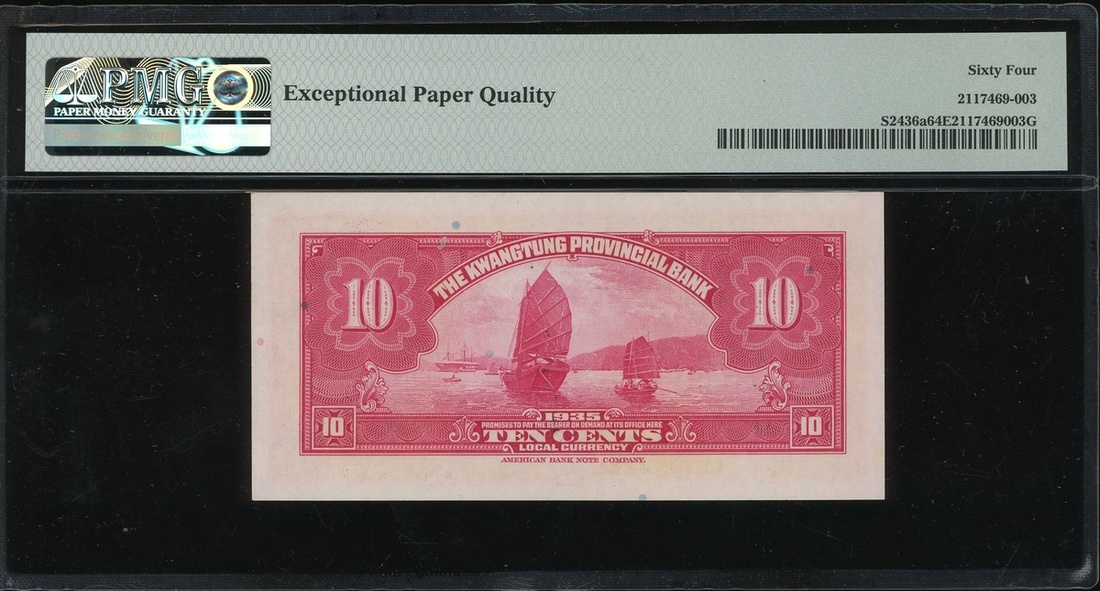 PMG
PAPER MONEY GUARANTY
Exceptional Paper Quality
Sixty Four
2117469-003
S2436a64E2117469003G
THE KWANGTUNG PROVINCIAL BANK
10
10
1935
PROMISES TO PAY THE BEARER ON DEMAND AT ITS OFFICE HERE
10
TEN CENTS
10
LOCAL CURRENCY
AMERICAN BANK NOTE COMPANY.